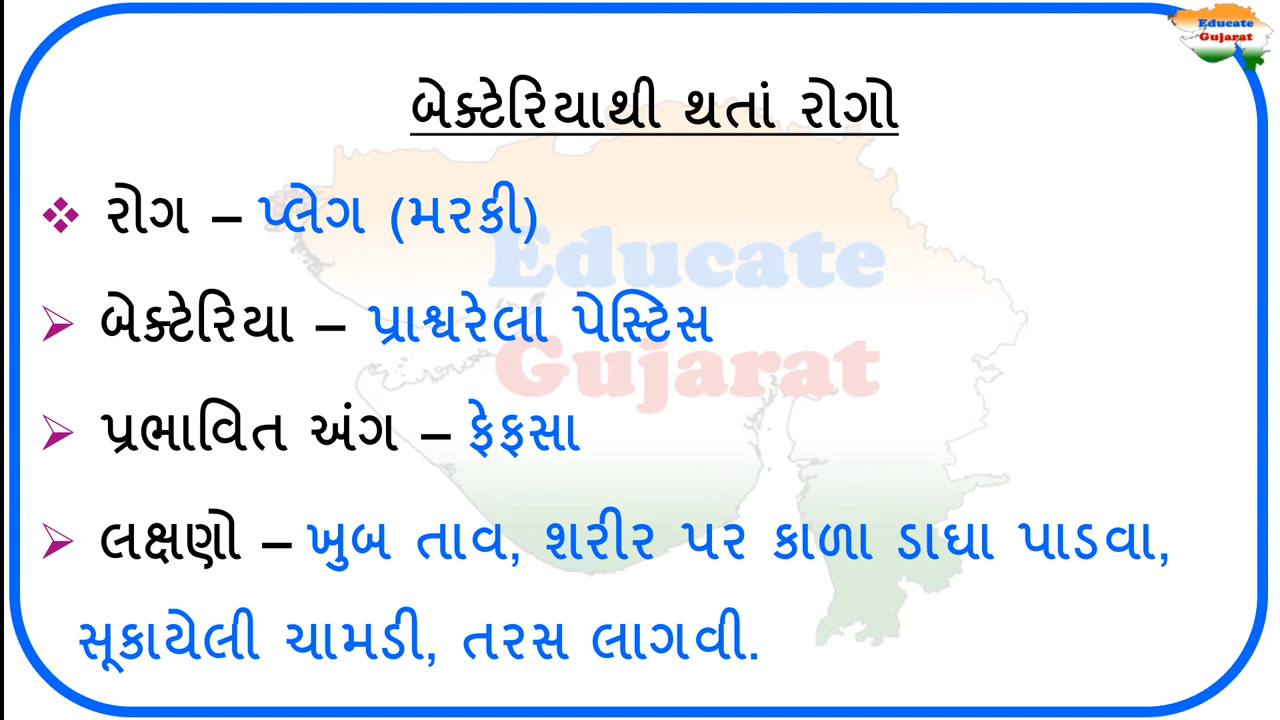 Educate
Gujarat
બેક્ટેરિયાથી થતાં રોગો
❖ રોગ – પ્લેગ (મરકી)
Educate
➢ બેક્ટેરિયા – પ્રાશ્વરેલા પેસ્ટિસ
Gujarat
➢ પ્રભાવિત અંગ – ફેફસા
➢ લક્ષણો – ખુબ તાવ, શરીર પર કાળા ડાઘા પાડવા,
સૂકાયેલી ચામડી, તરસ લાગવી.